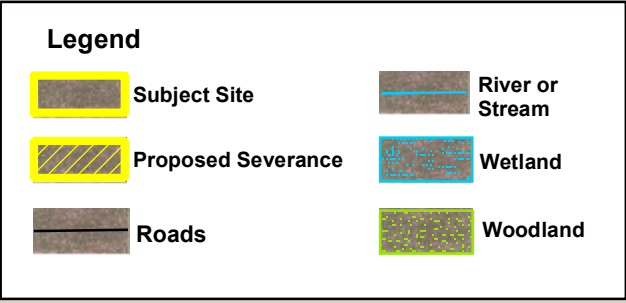 Legend
Subject Site
Proposed Severance
Roads
River or
Stream
Wetland
Woodland